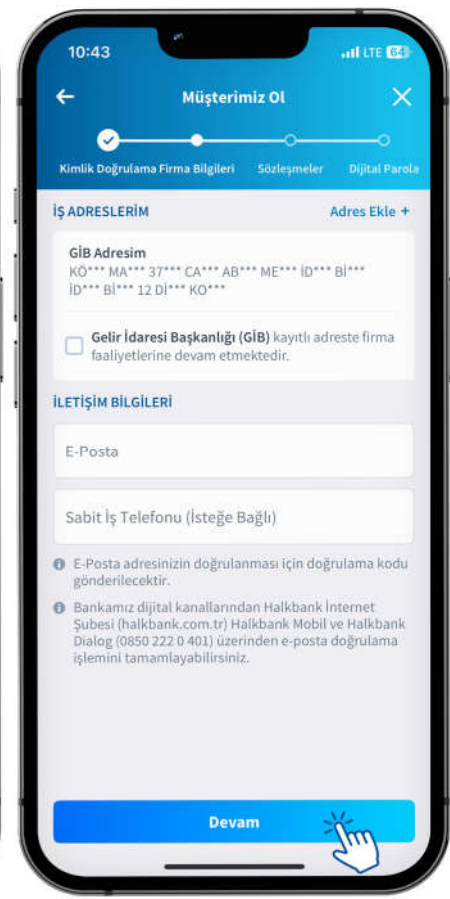 10:43
LTE 64
Müşterimiz Ol
Kimlik Doğrulama Firma Bilgileri Sözleşmeler Dijital Parola
İŞ ADRESLERİM Adres Ekle +
GİB Adresim
KÖ*** MA*** 37*** CA*** AB*** ME*** İD*** Bİ***
İD*** Bİ*** 12 Dİ*** KO***
Gelir İdaresi Başkanlığı (GİB) kayıtlı adreste firma
faaliyetlerine devam etmektedir.
İLETİŞİM BİLGİLERİ
E-Posta
Sabit İş Telefonu (İsteğe Bağlı)
E-Posta adresinizin doğrulanması için doğrulama kodu
gönderilecektir.
Bankamız dijital kanallarından Halkbank İnternet
Şubesi (halkbank.com.tr) Halkbank Mobil ve Halkbank
Dialog (0850 222 0 401) üzerinden e-posta doğrulama
işlemini tamamlayabilirsiniz.
Devam